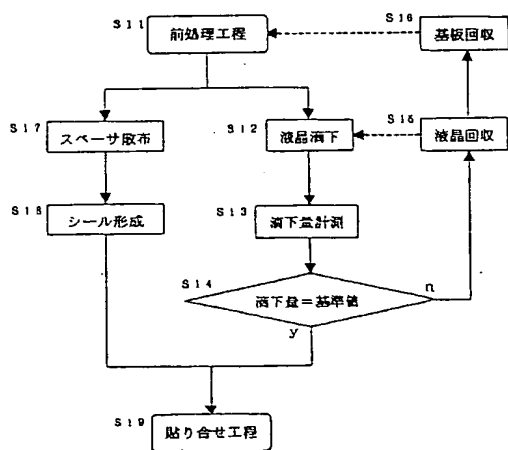 S11
前処理工程
S16
基板回収
S17
スペーサ散布
S12
液晶滴下
S15
液晶回収
S18
シール形成
S13
滴下量計測
S14
滴下量=基準値
n
y
S19
貼り合せ工程